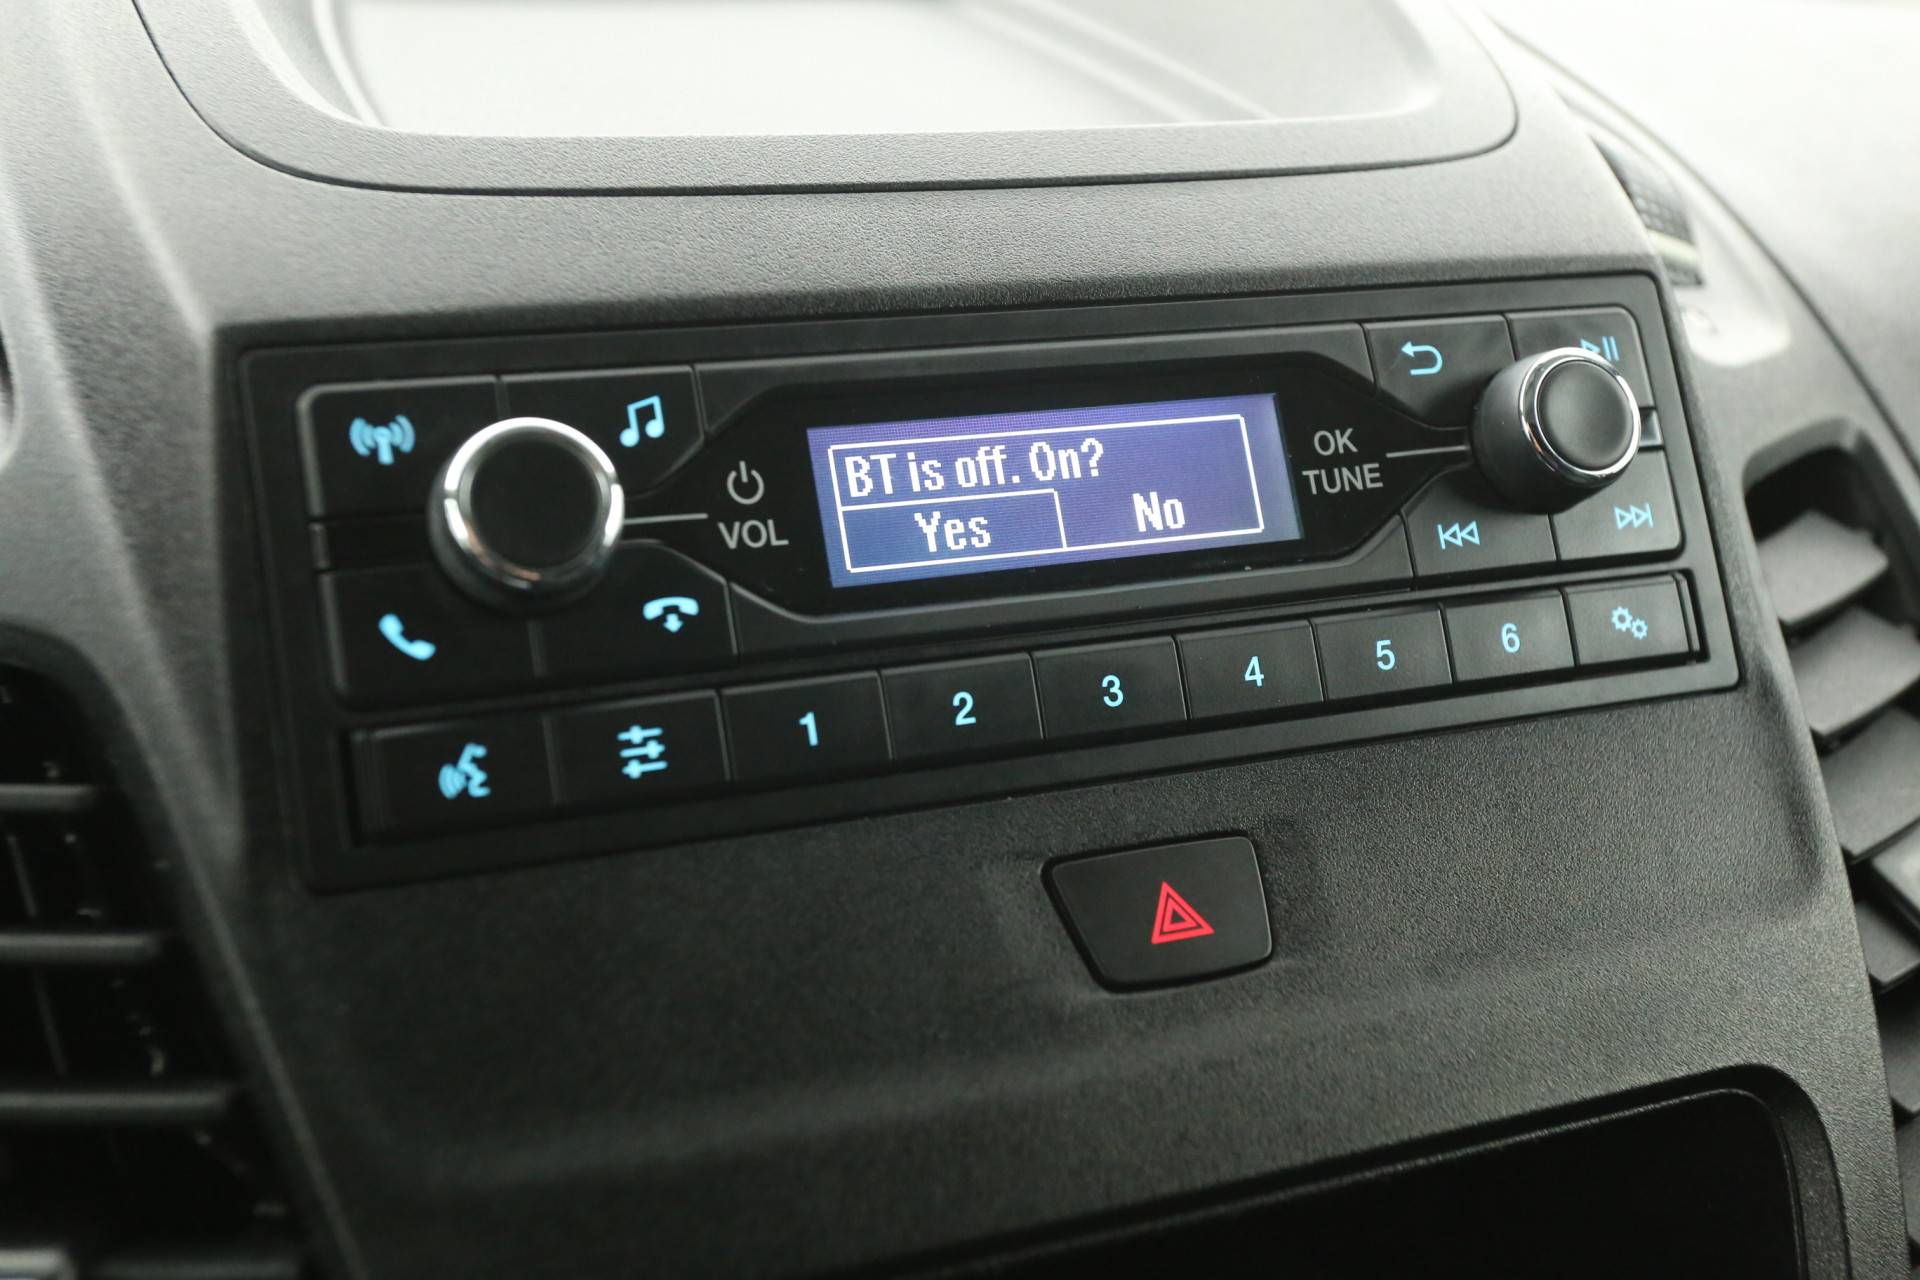 BT is off. On?
Yes No
VOL
OK
TUNE
1 2 3 4 5 6